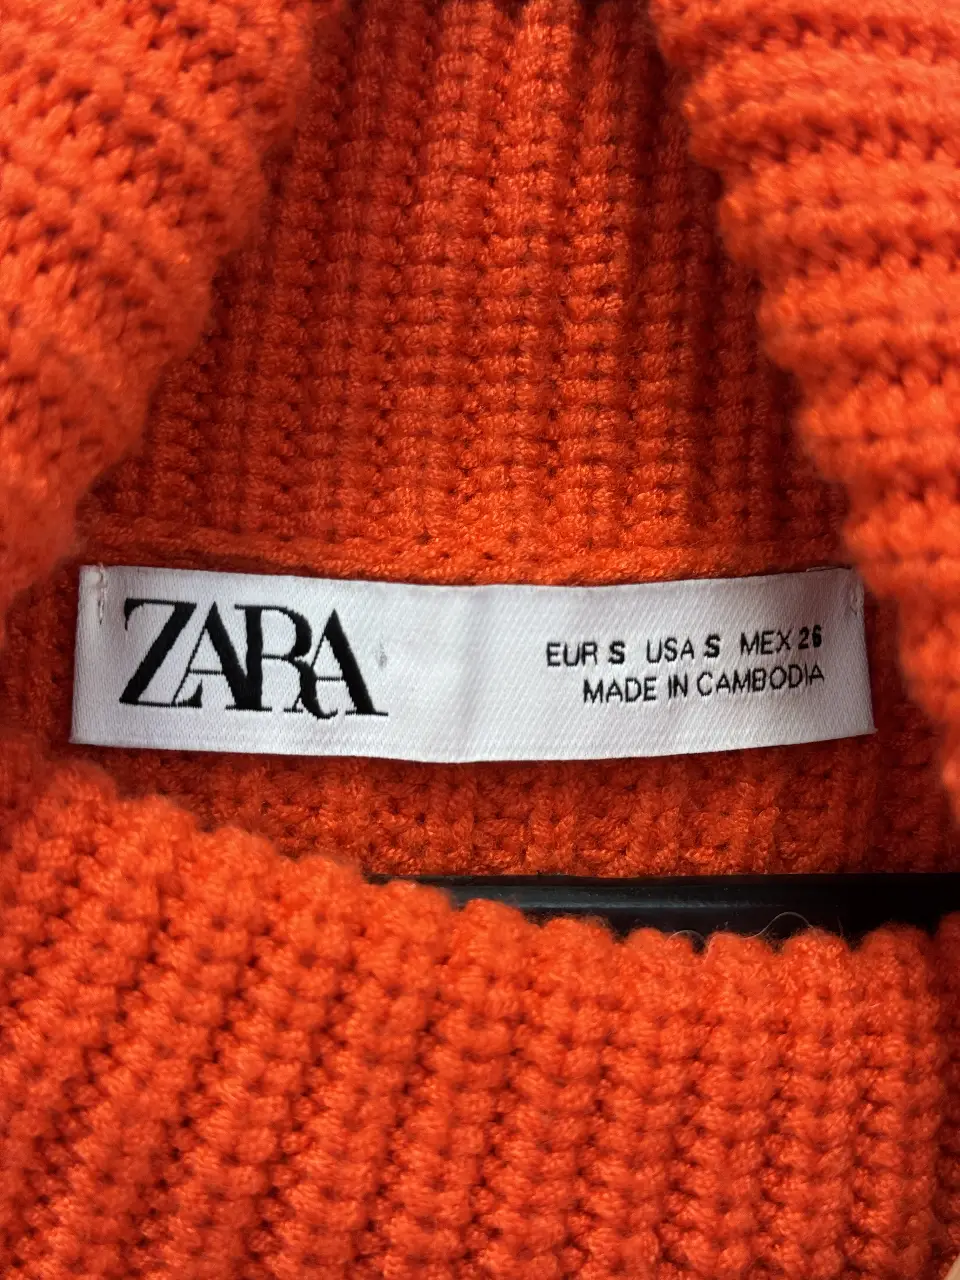 ZARA
EUR S USA S MEX 26
MADE IN CAMBODIA